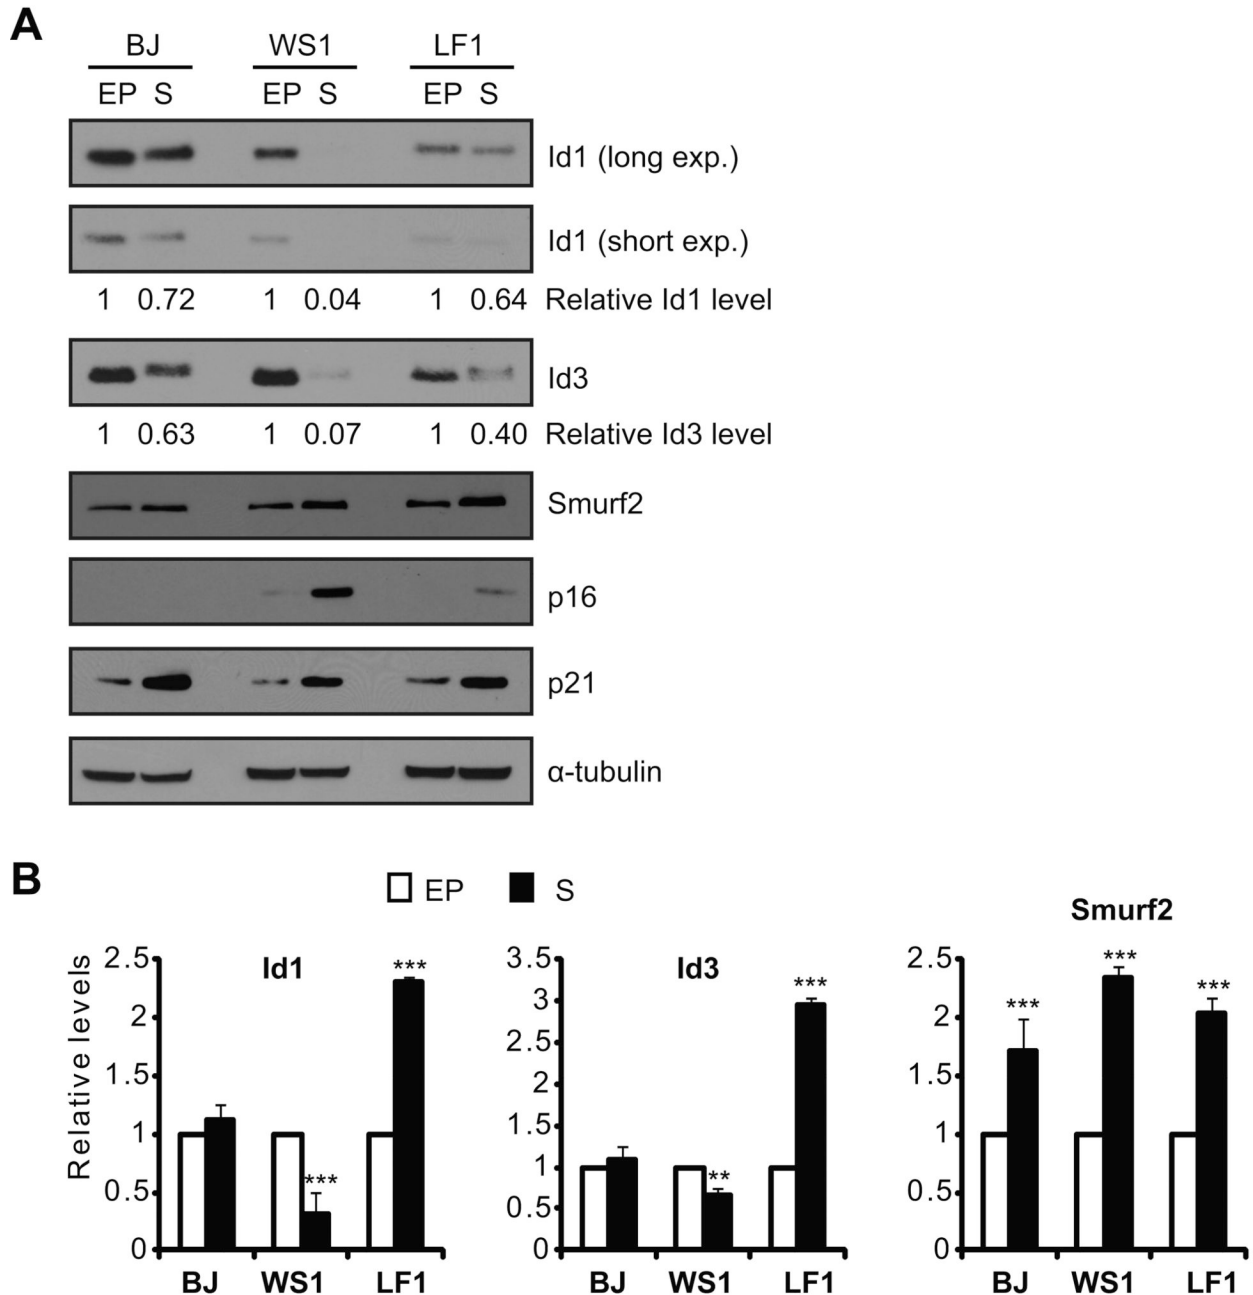 A
BJ WS1 LF1
EP S EP S EP S
Id1 (long exp.)
Id1 (short exp.)
1 0.72 1 0.04 1 0.64 Relative Id1 level
Id3
1 0.63 1 0.07 1 0.40 Relative Id3 level
Smurf2
p16
p21
α-tubulin
B
EP S
Relative levels
Id1
2.5
2
1.5
1
0.5
0
***
***
BJ WS1 LF1
Id3
3.5
3
2.5
2
1.5
1
0.5
0
**
***
BJ WS1 LF1
Smurf2
2.5
2
1.5
1
0.5
0
***
***
***
BJ WS1 LF1